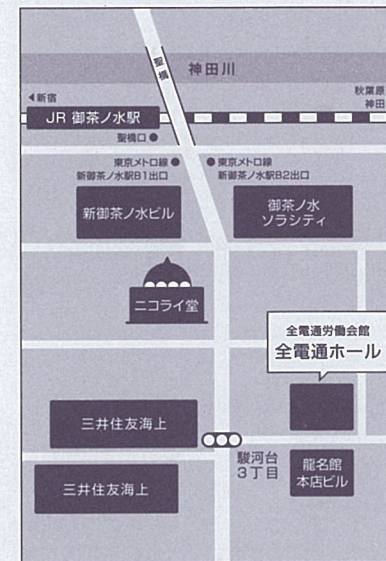 聖橋
神田川
◀新宿
秋葉原
神田
JR 御茶ノ水駅
聖橋口●
東京メトロ線●
新御茶ノ水駅B1出口
●東京メトロ線
新御茶ノ水駅B2出口
新御茶ノ水ビル
御茶ノ水
ソラシティ
ニコライ堂
全電通労働会館
全電通ホール
三井住友海上
駿河台
3丁目
龍名館
本店ビル
三井住友海上